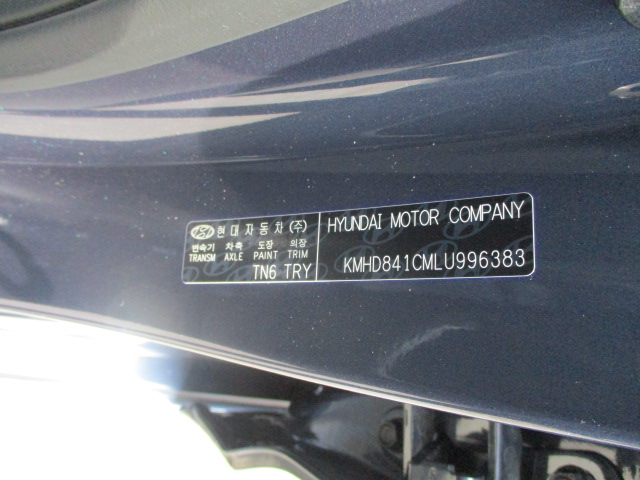 현대자동차(주)
변속기 차축 도장 의장
TRANSM AXLE PAINT TRIM
TN6 TRY
HYUNDAI MOTOR COMPANY
KMHD841CMLU996383